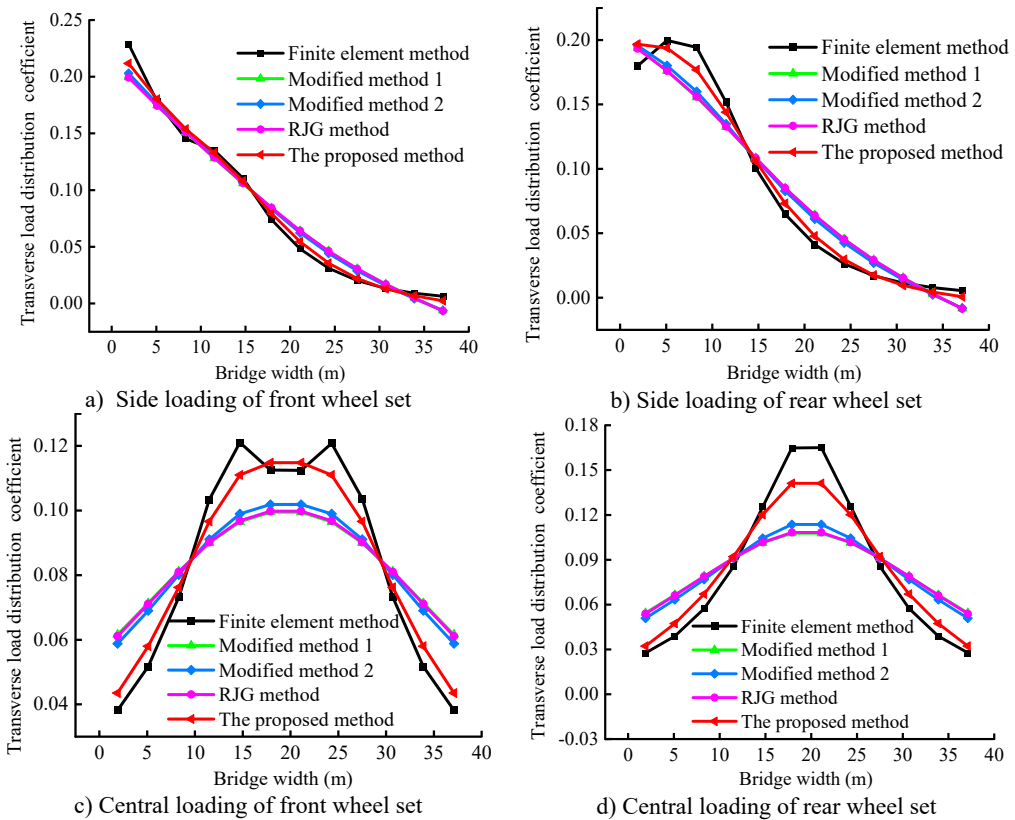 Transverse load distribution coefficient
0.25
0.20
0.15
0.10
0.05
0.00
Finite element method
Modified method 1
Modified method 2
RJG method
The proposed method
0 5 10 15 20 25 30 35 40
Bridge width (m)
a) Side loading of front wheel set
Transverse load distribution coefficient
0.20
0.15
0.10
0.05
0.00
Finite element method
Modified method 1
Modified method 2
RJG method
The proposed method
0 5 10 15 20 25 30 35 40
Bridge width (m)
b) Side loading of rear wheel set
Transverse load distribution coefficient
0.12
0.10
0.08
0.06
0.04
Finite element method
Modified method 1
Modified method 2
RJG method
The proposed method
0 5 10 15 20 25 30 35 40
Bridge width (m)
c) Central loading of front wheel set
Transverse load distribution coefficient
0.18
0.15
0.12
0.09
0.06
0.03
0.00
-0.03
Finite element method
Modified method 1
Modified method 2
RJG method
The proposed method
0 5 10 15 20 25 30 35 40
Bridge width (m)
d) Central loading of rear wheel set